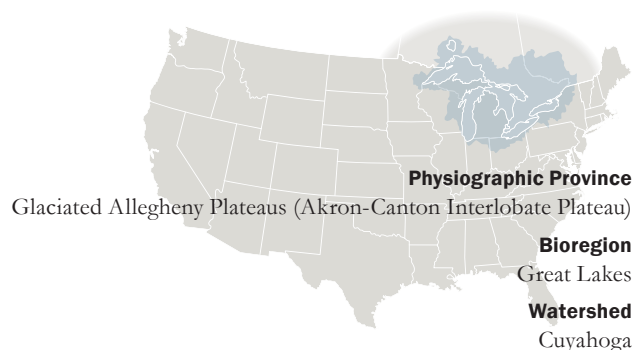 Physiographic Province
Glaciated Allegheny Plateaus (Akron-Canton Interlobate Plateau)
Bioregion
Great Lakes
Watershed
Cuyahoga